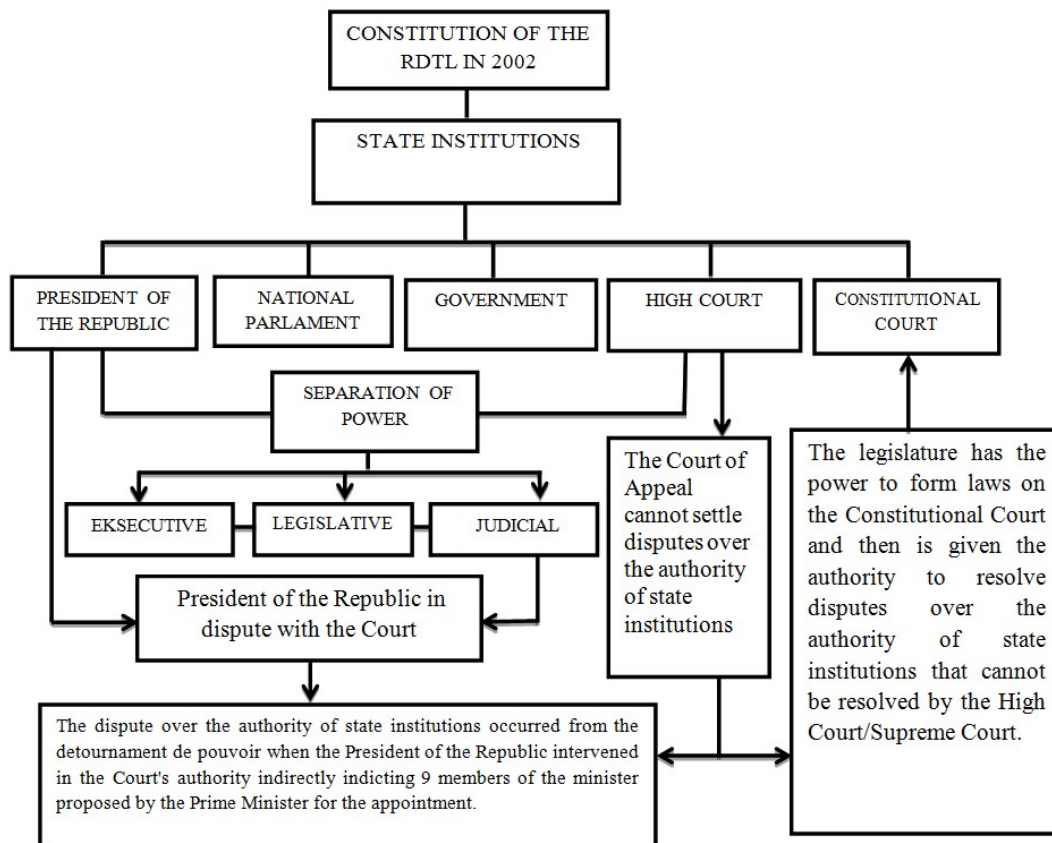 CONSTITUTION OF THE
RDTL IN 2002
STATE INSTITUTIONS
PRESIDENT OF
THE REPUBLIC
NATIONAL
PARLAMENT
GOVERNMENT
HIGH COURT
CONSTITUTIONAL
COURT
SEPARATION OF
POWER
EKSECUTIVE
LEGISLATIVE
JUDICIAL
President of the Republic in
dispute with the Court
The Court of
Appeal
cannot settle
disputes over
the authority
of state
institutions
The legislature has the
power to form laws on
the Constitutional Court
and then is given the
authority to resolve
disputes over the
authority of state
institutions that cannot
be resolved by the High
Court/Supreme Court.
The dispute over the authority of state institutions occurred from the
detournament de pouvoir when the President of the Republic intervened
in the Court's authority indirectly indicting 9 members of the minister
proposed by the Prime Minister for the appointment.